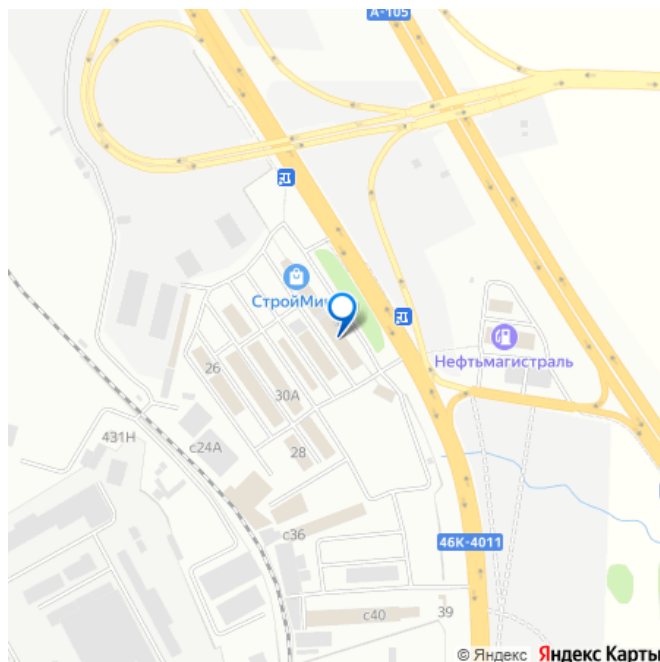 А-105
СтройМи
Нефтьмагистраль
26
30А
431Н
с24А
28
с36
46К-4011
с40
39
© Яндекс Яндекс Карты